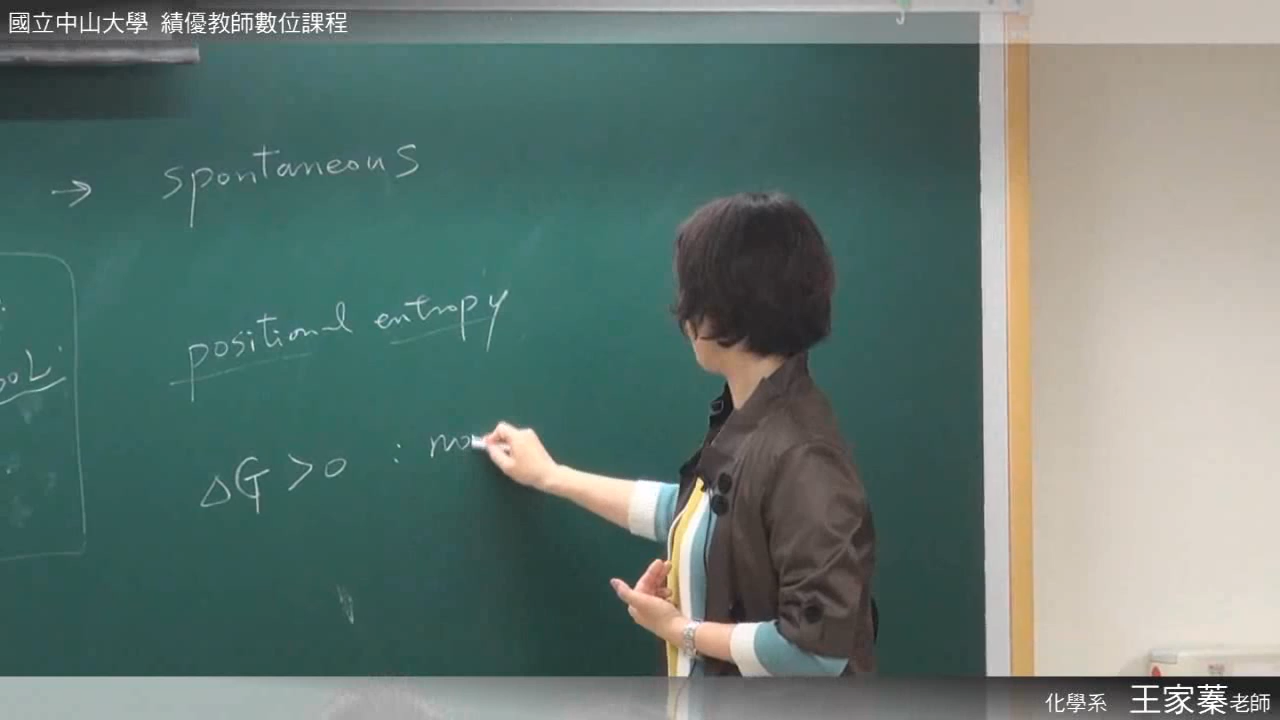 國立中山大學 績優教師數位課程
→ spontaneous
positional entropy
△G > 0 : no
化學系 王家蓁老師